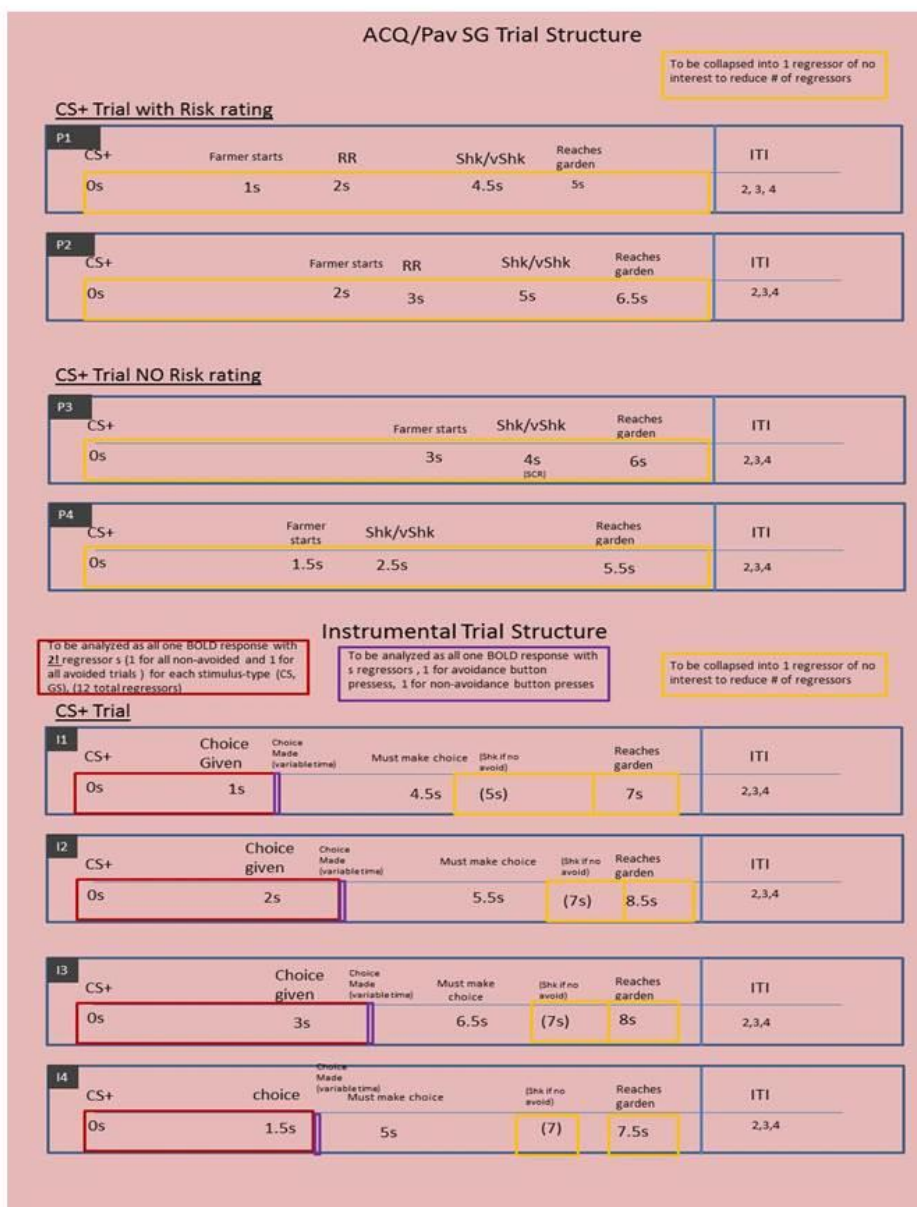 ACQ/Pav SG Trial Structure
To be collapsed into 1 regressor of no
interest to reduce # of regressors
CS+ Trial with Risk rating
P1
CS+ Farmer starts RR Shk/vShk Reaches garden ITI
0s 1s 2s 4.5s 5s 2, 3, 4
P2
CS+ Farmer starts RR Shk/vShk Reaches garden ITI
0s 2s 3s 5s 6.5s 2,3,4
CS+ Trial NO Risk rating
P3
CS+ Farmer starts Shk/vShk Reaches garden ITI
0s 3s 4s 6s 2,3,4
(SCR)
P4
CS+ Farmer starts Shk/vShk Reaches garden ITI
0s 1.5s 2.5s 5.5s 2,3,4
Instrumental Trial Structure
To be analyzed as all one BOLD response with
2! regressor s (1 for all non-avoided and 1 for
all avoided trials ) for each stimulus-type (CS,
GS), (12 total regressors)
To be analyzed as all one BOLD response with
s regressors , 1 for avoidance button
pressess, 1 for non-avoidance button presses
To be collapsed into 1 regressor of no
interest to reduce # of regressors
CS+ Trial
I1
CS+ Choice Given Choice Made (variable time) Must make choice (Shk if no avoid) Reaches garden ITI
0s 1s 4.5s (5s) 7s 2,3,4
I2
CS+ Choice given Choice Made (variable time) Must make choice (Shk if no avoid) Reaches garden ITI
0s 2s 5.5s (7s) 8.5s 2,3,4
I3
CS+ Choice given Choice Made (variable time) Must make choice (Shk if no avoid) Reaches garden ITI
0s 3s 6.5s (7s) 8s 2,3,4
I4
CS+ choice Choice Made (variable time) Must make choice (Shk if no avoid) Reaches garden ITI
0s 1.5s 5s (7) 7.5s 2,3,4